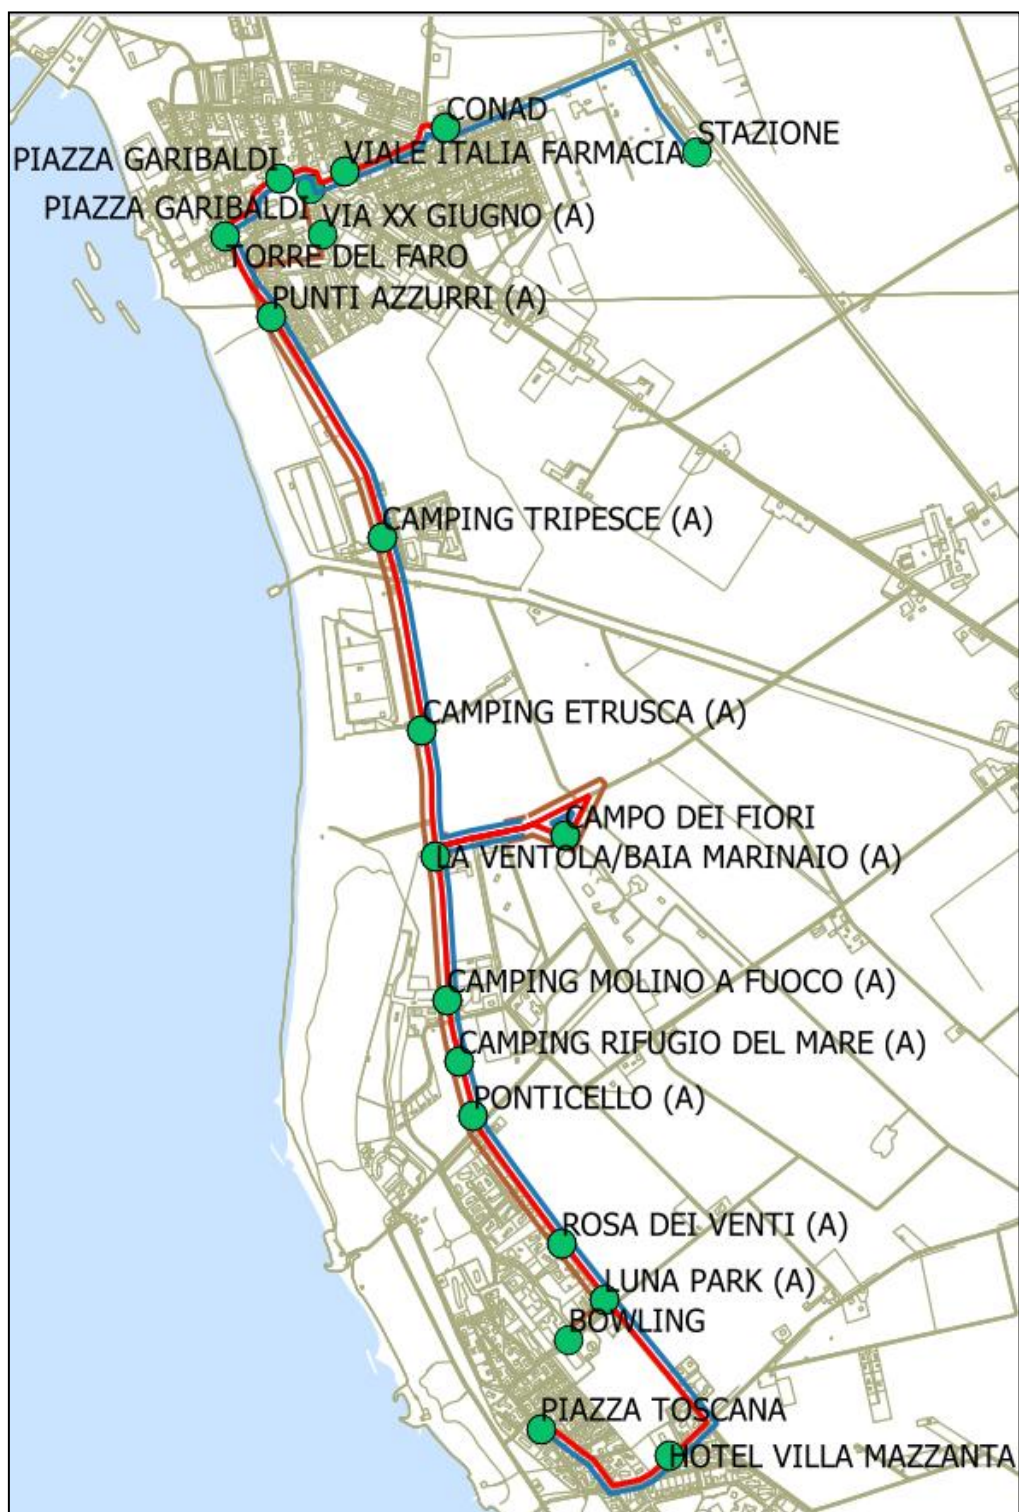 CONAD
STAZIONE
VIALE ITALIA FARMACIA
PIAZZA GARIBALDI
PIAZZA GARIBALDI
VIA XX GIUGNO (A)
TORRE DEL FARO
PUNTI AZZURRI (A)
CAMPING TRIPESCE (A)
CAMPING ETRUSCA (A)
CAMPO DEI FIORI
LA VENTOLA/BAIA MARINAIO (A)
CAMPING MOLINO A FUOCO (A)
CAMPING RIFUGIO DEL MARE (A)
PONTICELLO (A)
ROSA DEI VENTI (A)
LUNA PARK (A)
BOWLING
PIAZZA TOSCANA
HOTEL VILLA MAZZANTA